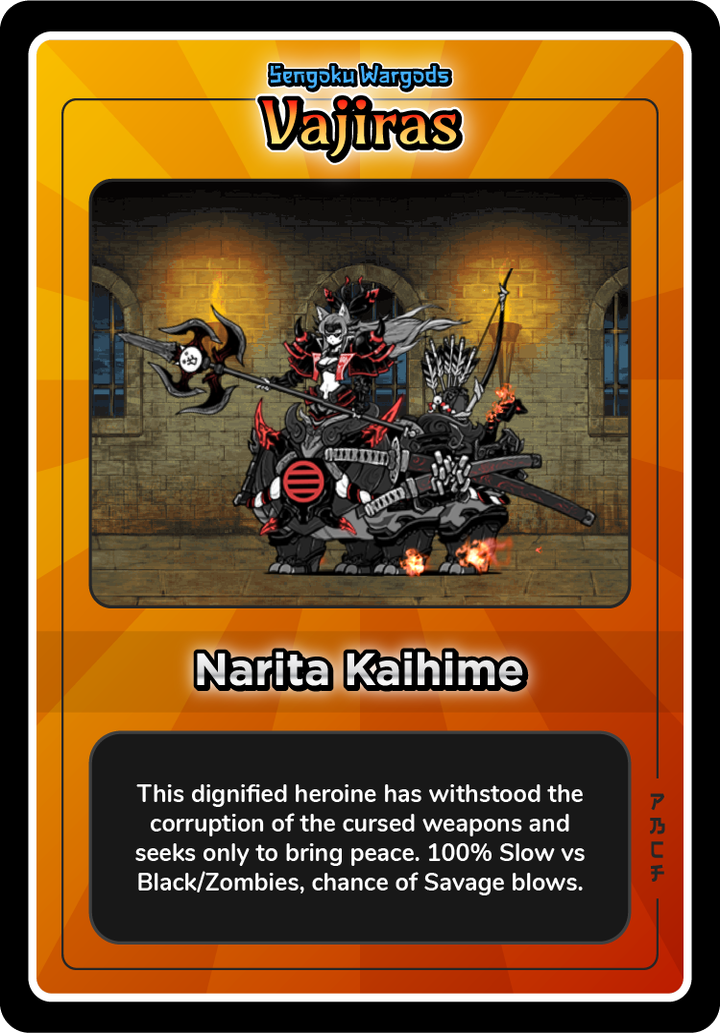 Sengoku Wargods
Vajiras
Narita Kaihime
This dignified heroine has withstood the
corruption of the cursed weapons and
seeks only to bring peace. 100% Slow vs
Black/Zombies, chance of Savage blows.
ア
乃
匚
チ